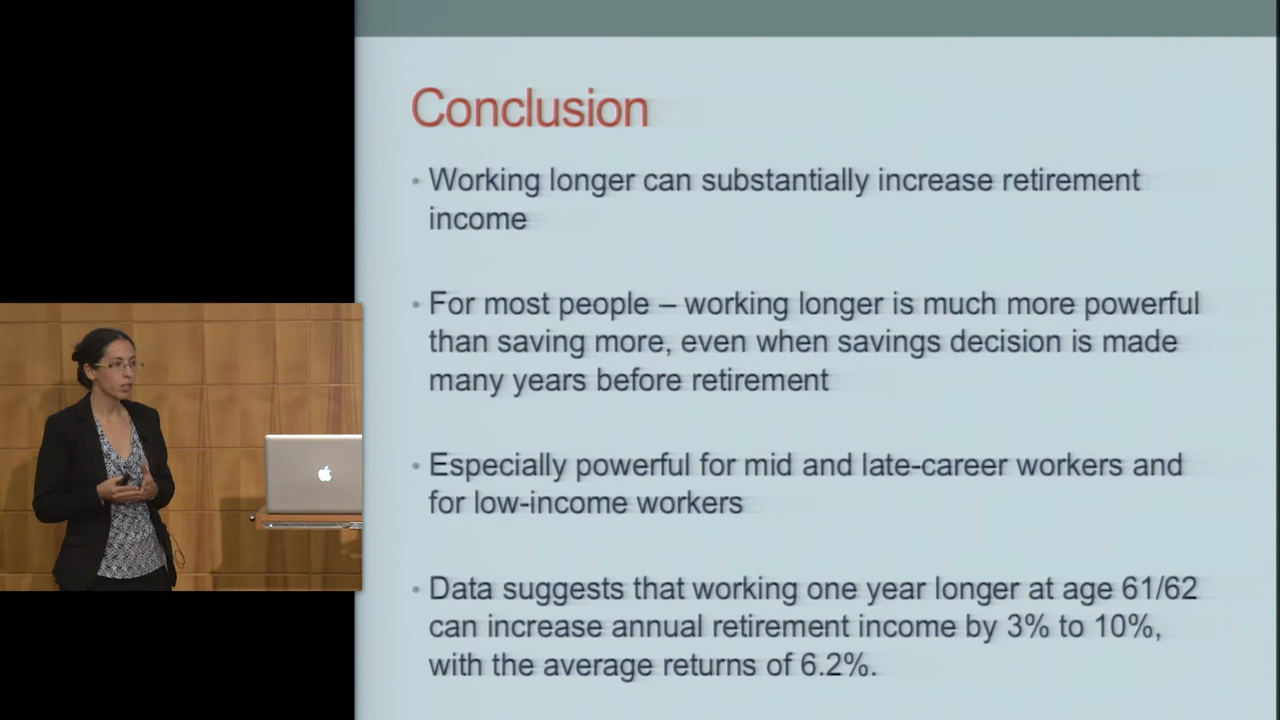 Conclusion
• Working longer can substantially increase retirement
income
• For most people – working longer is much more powerful
than saving more, even when savings decision is made
many years before retirement
• Especially powerful for mid and late-career workers and
for low-income workers
• Data suggests that working one year longer at age 61/62
can increase annual retirement income by 3% to 10%,
with the average returns of 6.2%.